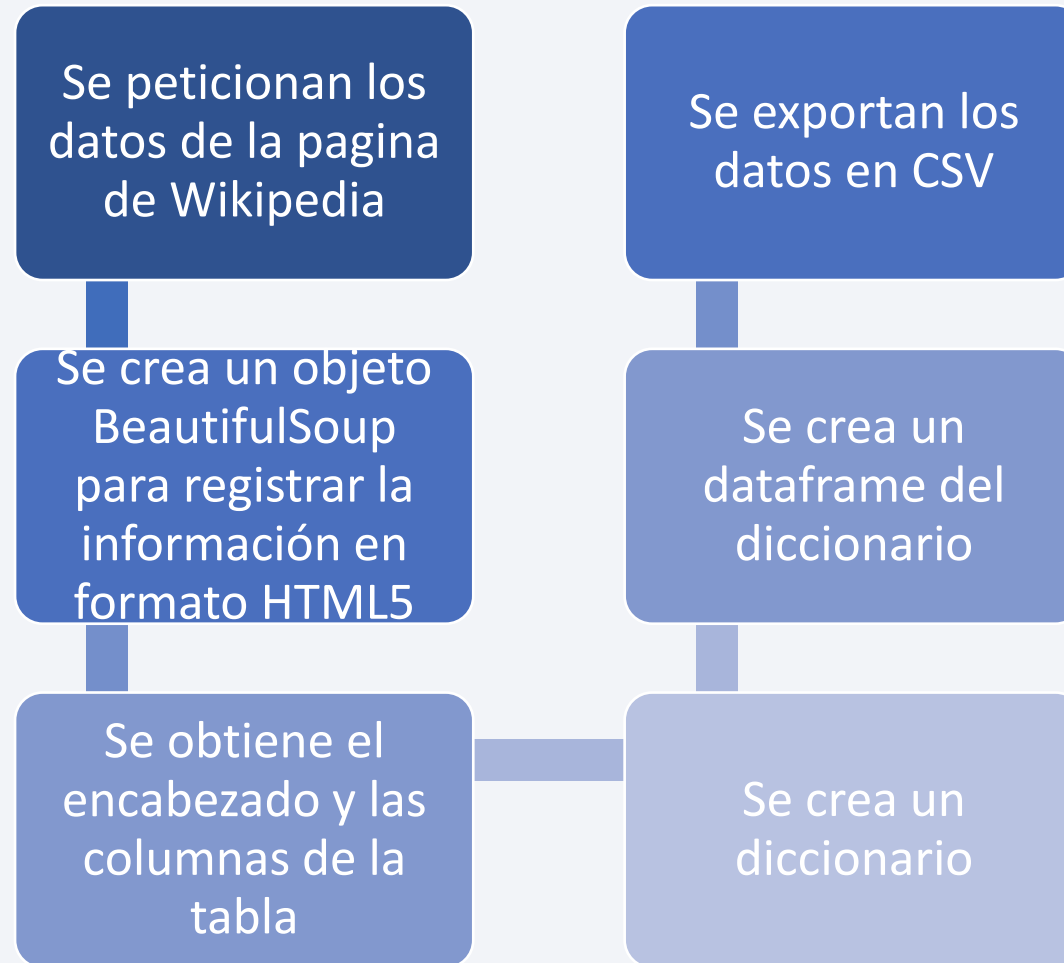 Se peticionan los
datos de la pagina
de Wikipedia
Se crea un objeto
BeautifulSoup
para registrar la
información en
formato HTML5
Se obtiene el
encabezado y las
columnas de la
tabla
Se crea un
diccionario
Se crea un
dataframe del
diccionario
Se exportan los
datos en CSV